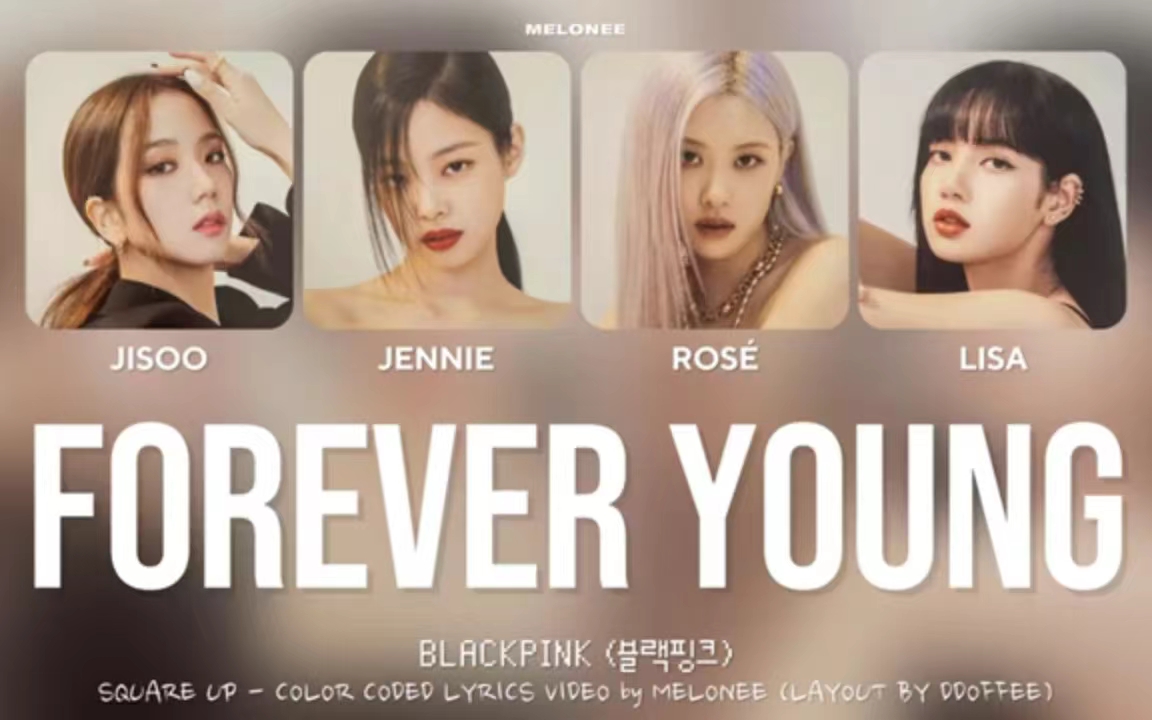 MELONEE
JISOO JENNIE ROSÉ LISA
FOREVER YOUNG
BLACKPINK (블랙핑크)
SQUARE UP - COLOR CODED LYRICS VIDEO by MELONEE (LAYOUT BY DDOFFEE)